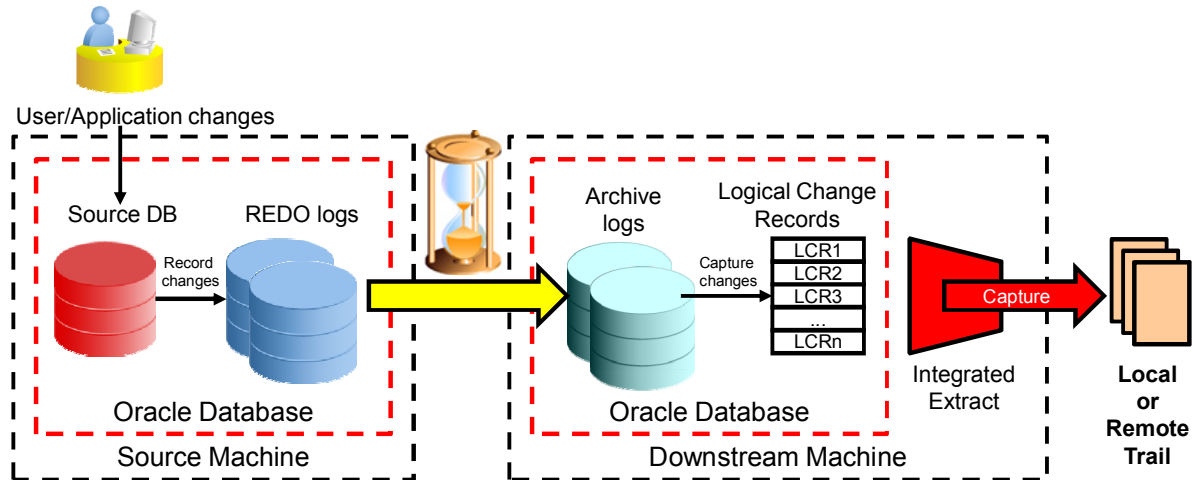 User/Application changes
Source DB
REDO logs
Record
changes
Oracle Database
Source Machine
Archive
logs
Logical Change
Records
Capture
changes
LCR1
LCR2
LCR3
...
LCRn
Oracle Database
Downstream Machine
Integrated
Extract
Capture
Local
or
Remote
Trail